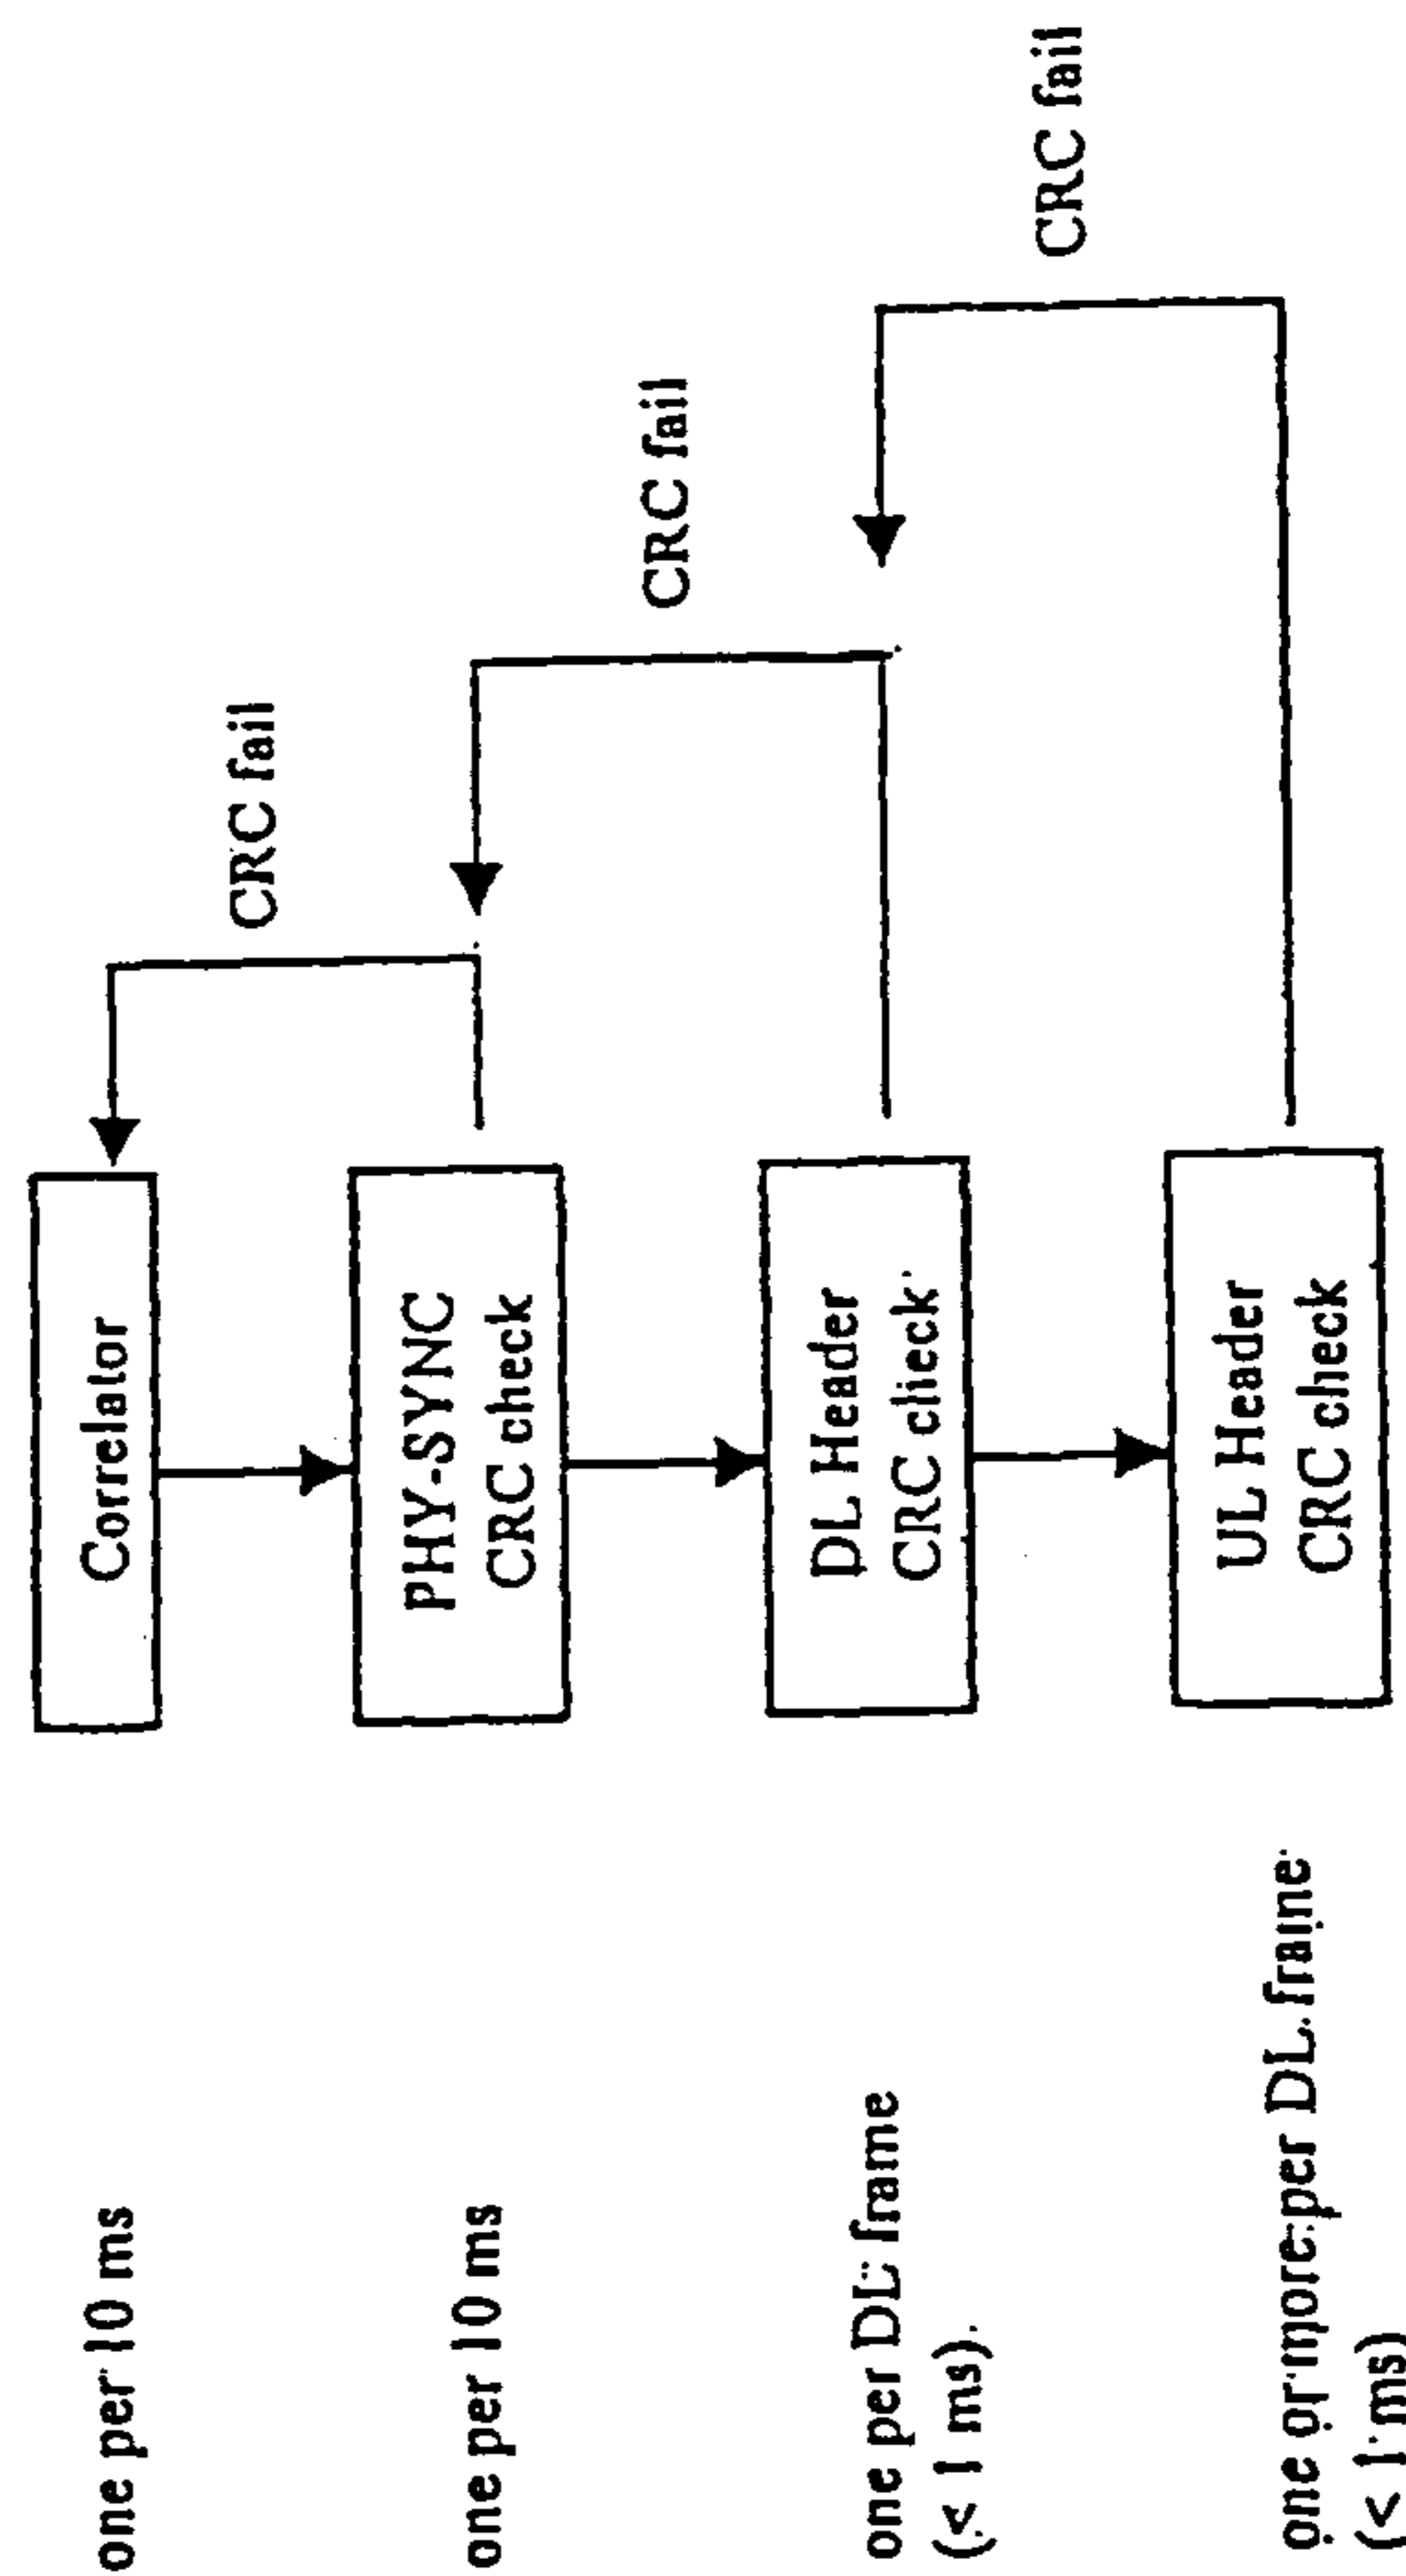 one per 10 ms
Correlator
CRC fail
one per 10 ms
PHY-SYNC
CRC check
CRC fail
one per DL frame
(< 1 ms)
DL Header
CRC check
CRC fail
one or more per DL frame
(< 1 ms)
UL Header
CRC check